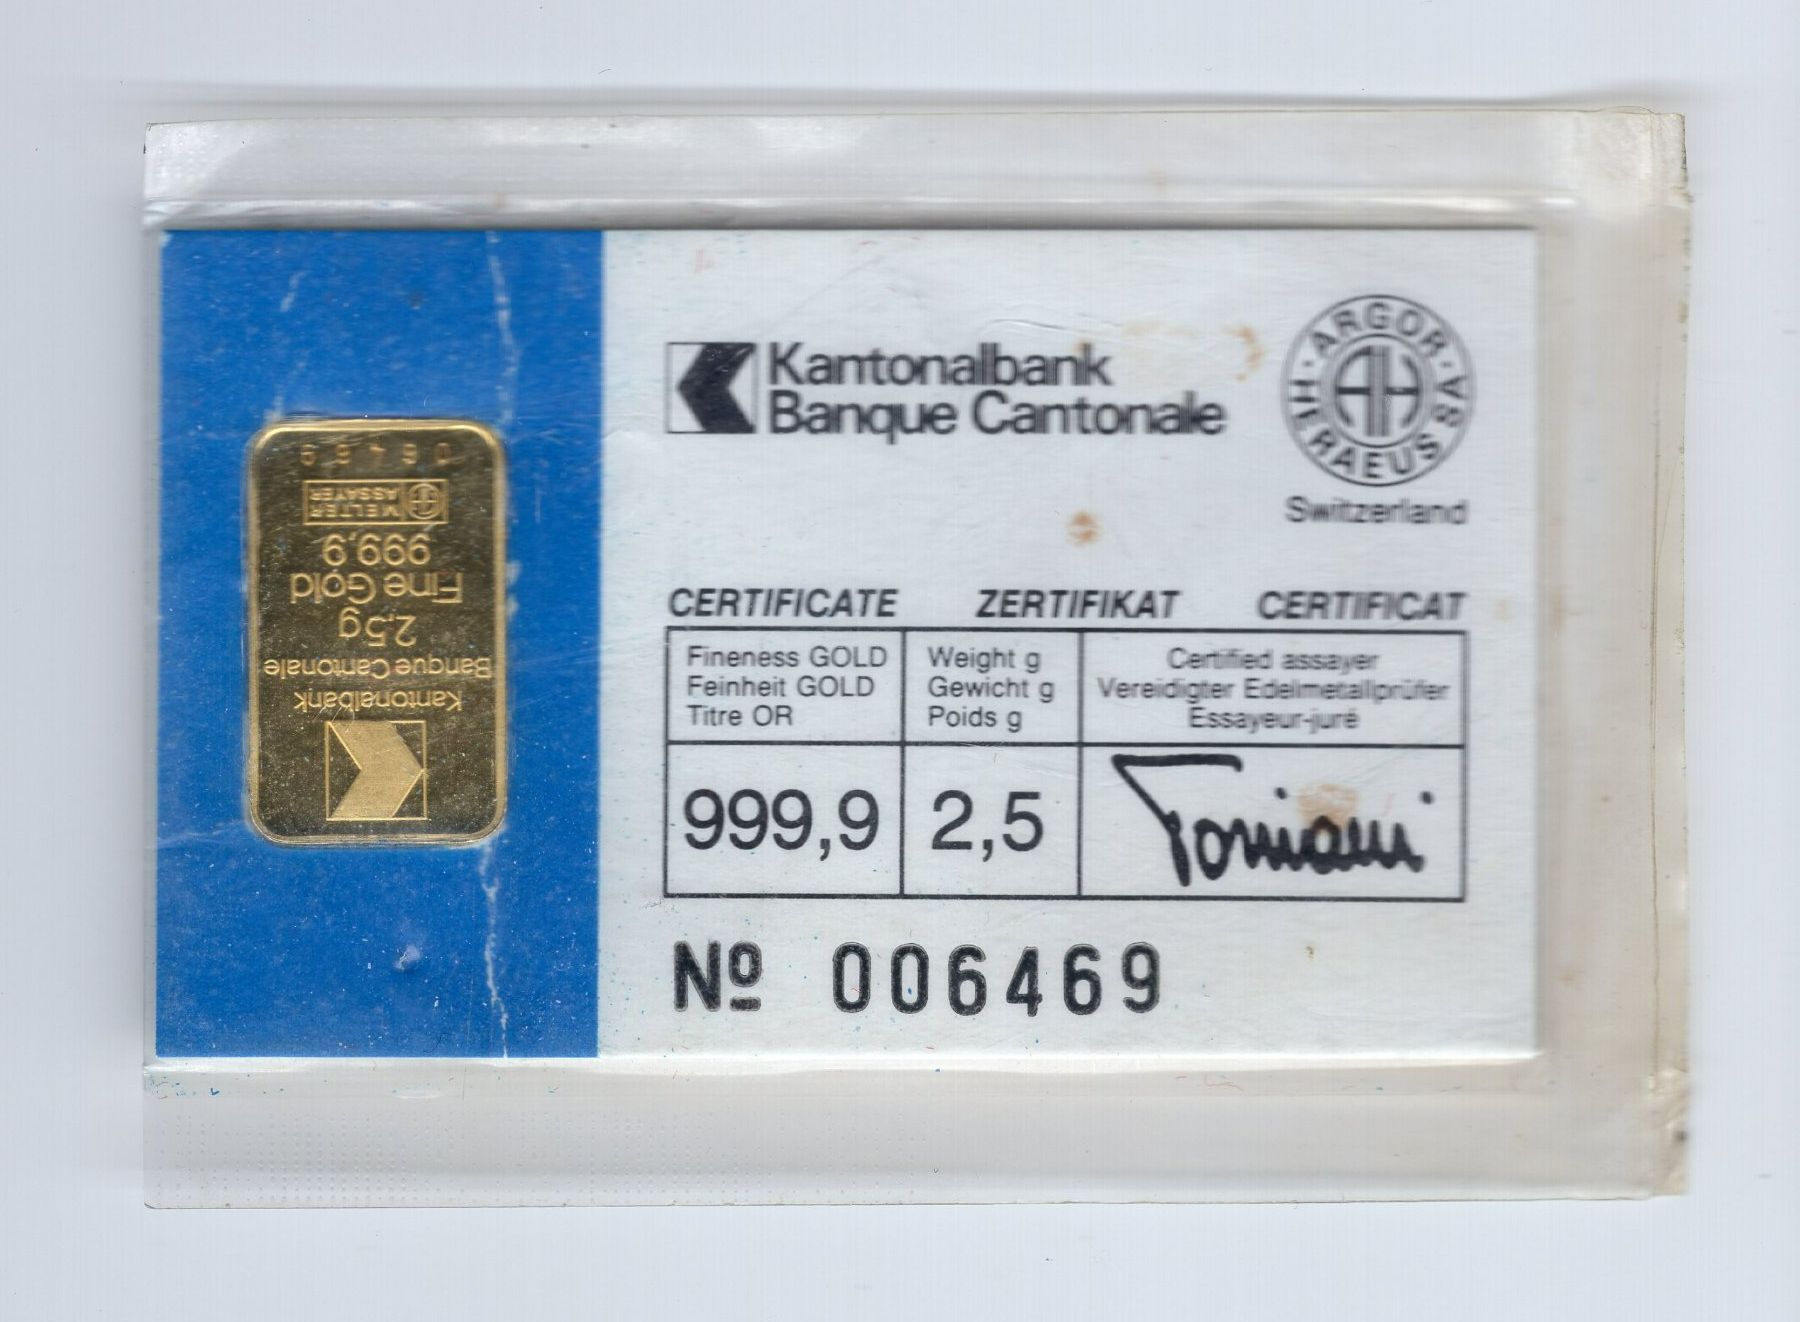 06469
AH MELTER
ASSAYER
999,9
Fine Gold
2,5g
Banque Cantonale
Kantonalbank
Kantonalbank
Banque Cantonale
ARGOR · HERAEUS SA ·
AH
Switzerland
CERTIFICATE ZERTIFIKAT CERTIFICAT
Fineness GOLD
Feinheit GOLD
Titre OR
Weight g
Gewicht g
Poids g
Certified assayer
Vereidigter Edelmetallprüfer
Essayeur-juré
999,9
2,5
Nº 006469